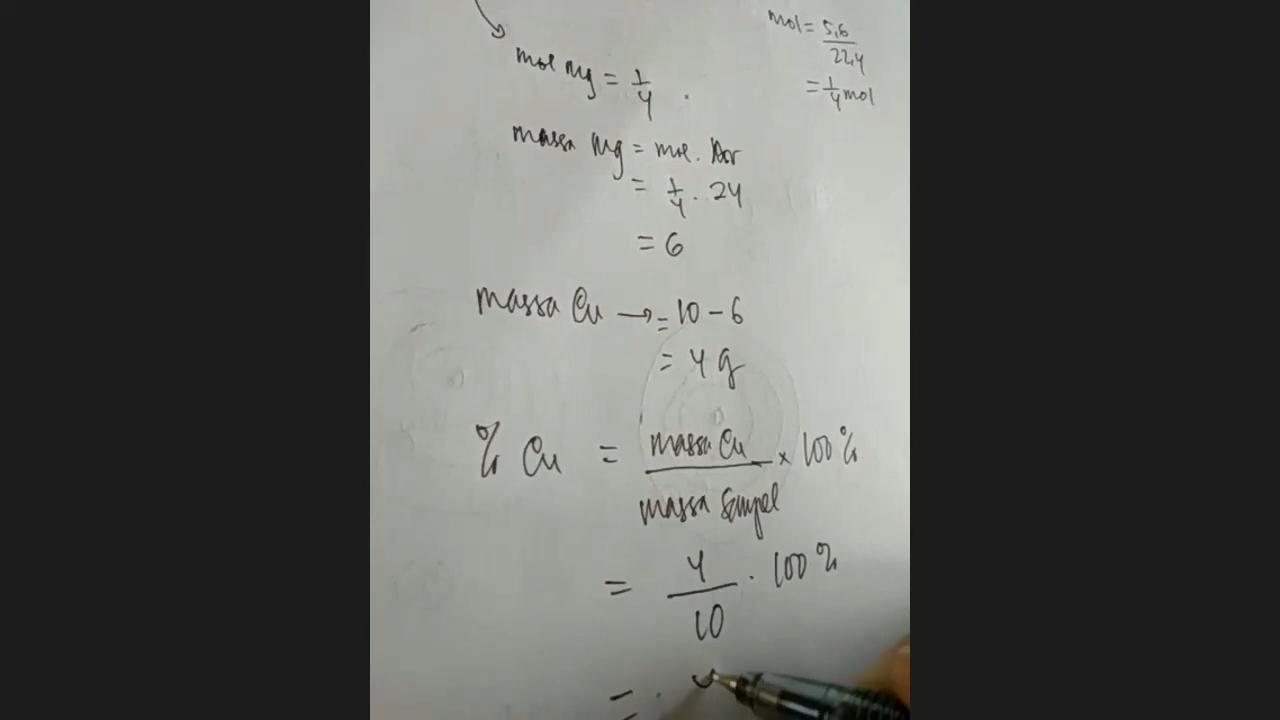 mol = 5,6 / 22,4
= 1/4 mol
mol Mg = 1/4 .
massa Mg = mol . Ar
= 1/4 . 24
= 6
massa Cu → = 10 - 6
= 4 g
% Cu = massa Cu / massa sampel × 100 %
= 4 / 10 . 100 %
=